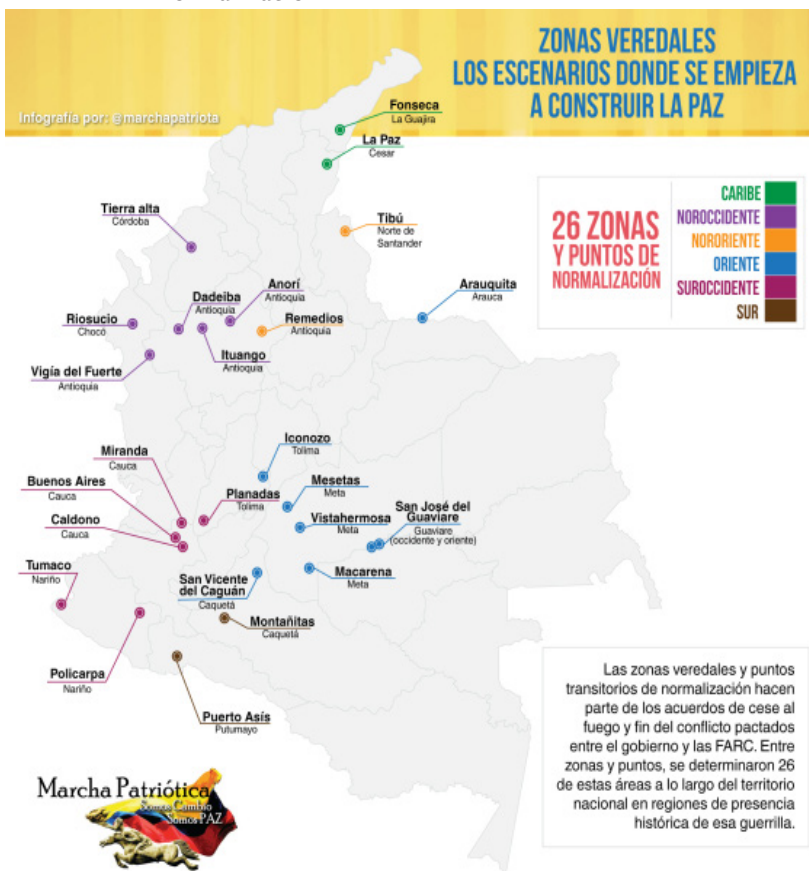 ZONAS VEREDALES
LOS ESCENARIOS DONDE SE EMPIEZA
A CONSTRUIR LA PAZ
Infografía por: @marchapatriota
Fonseca
La Guajira
La Paz
Cesar
26 ZONAS
Y PUNTOS DE
NORMALIZACIÓN
CARIBE
NOROCCIDENTE
NORORIENTE
ORIENTE
SUROCCIDENTE
SUR
Tierra alta
Córdoba
Tibú
Norte de
Santander
Arauquita
Arauca
Anorí
Antioquia
Dadeiba
Antioquia
Riosucio
Chocó
Remedios
Antioquia
Ituango
Antioquia
Vigía del Fuerte
Antioquia
Iconozo
Tolima
Miranda
Cauca
Mesetas
Meta
Buenos Aires
Cauca
Planadas
Tolima
San José del
Guaviare
Guaviare
(occidente y oriente)
Vistahermosa
Meta
Caldono
Cauca
Tumaco
Nariño
San Vicente
del Caguán
Caquetá
Macarena
Meta
Montañitas
Caquetá
Policarpa
Nariño
Puerto Asís
Putumayo
Las zonas veredales y puntos
transitorios de normalización hacen
parte de los acuerdos de cese al
fuego y fin del conflicto pactados
entre el gobierno y las FARC. Entre
zonas y puntos, se determinaron 26
de estas áreas a lo largo del territorio
nacional en regiones de presencia
histórica de esa guerrilla.
Marcha Patriótica
Somos Cambio
Somos PAZ